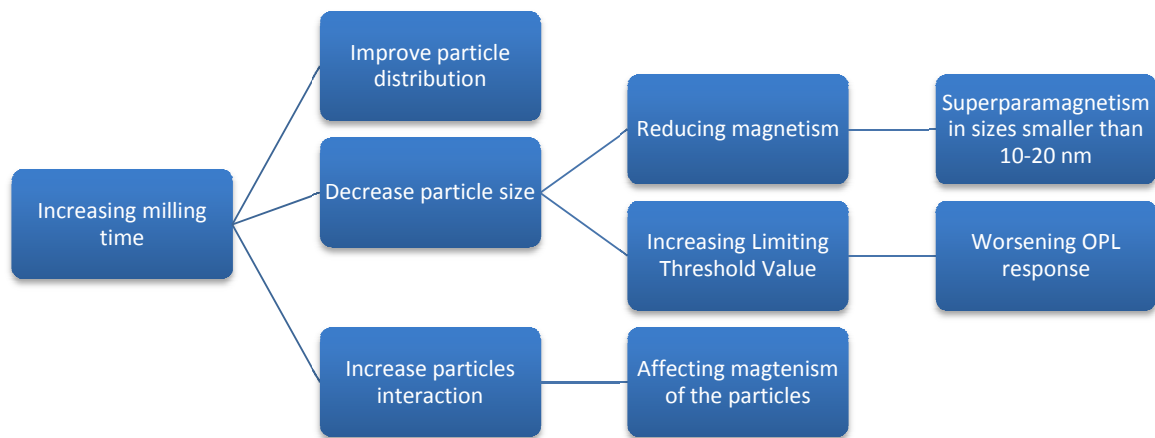 Improve particle
distribution
Decrease particle size
Increasing milling
time
Increase particles
interaction
Reducing magnetism
Increasing Limiting
Threshold Value
Affecting magtenism
of the particles
Superparamagnetism
in sizes smaller than
10-20 nm
Worsening OPL
response